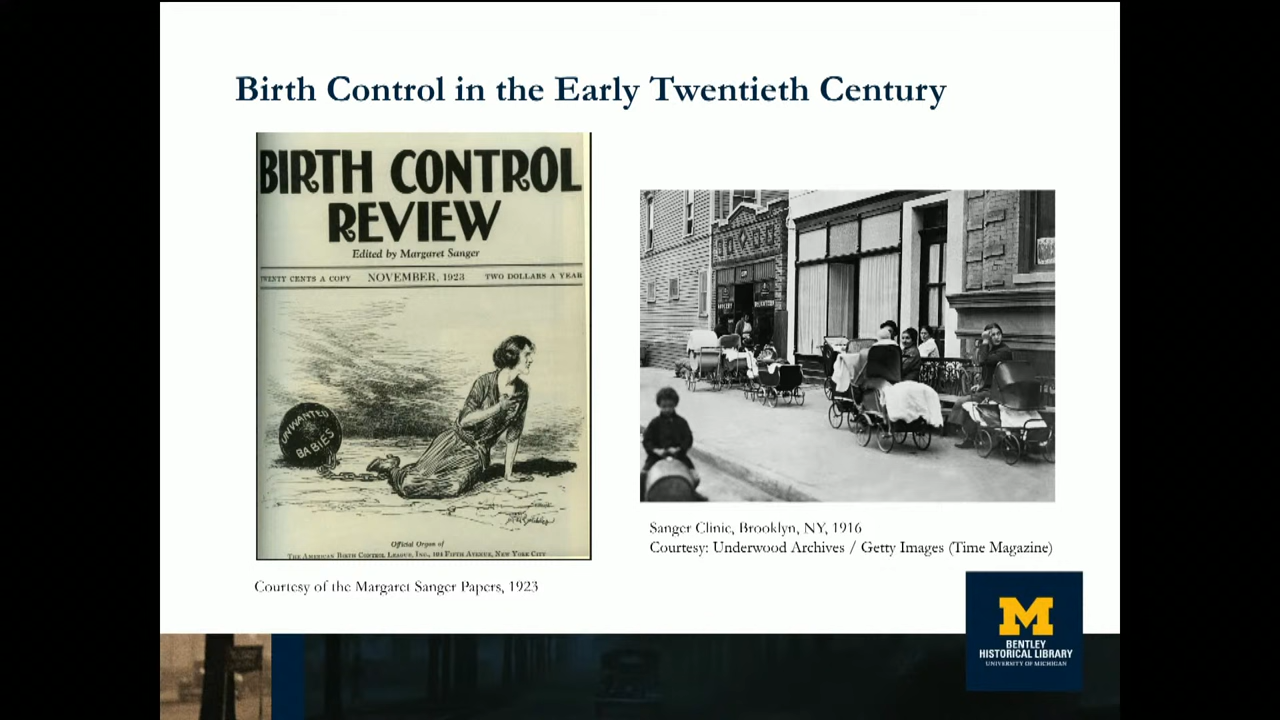 Birth Control in the Early Twentieth Century
BIRTH CONTROL
REVIEW
Edited by Margaret Sanger
TWENTY CENTS A COPY NOVEMBER, 1923 TWO DOLLARS A YEAR
UNWANTED
BABIES
Official Organ of
THE AMERICAN BIRTH CONTROL LEAGUE, INC., 104 FIFTH AVENUE, NEW YORK CITY
Courtesy of the Margaret Sanger Papers, 1923
Sanger Clinic, Brooklyn, NY, 1916
Courtesy: Underwood Archives / Getty Images (Time Magazine)
M
BENTLEY
HISTORICAL LIBRARY
UNIVERSITY OF MICHIGAN